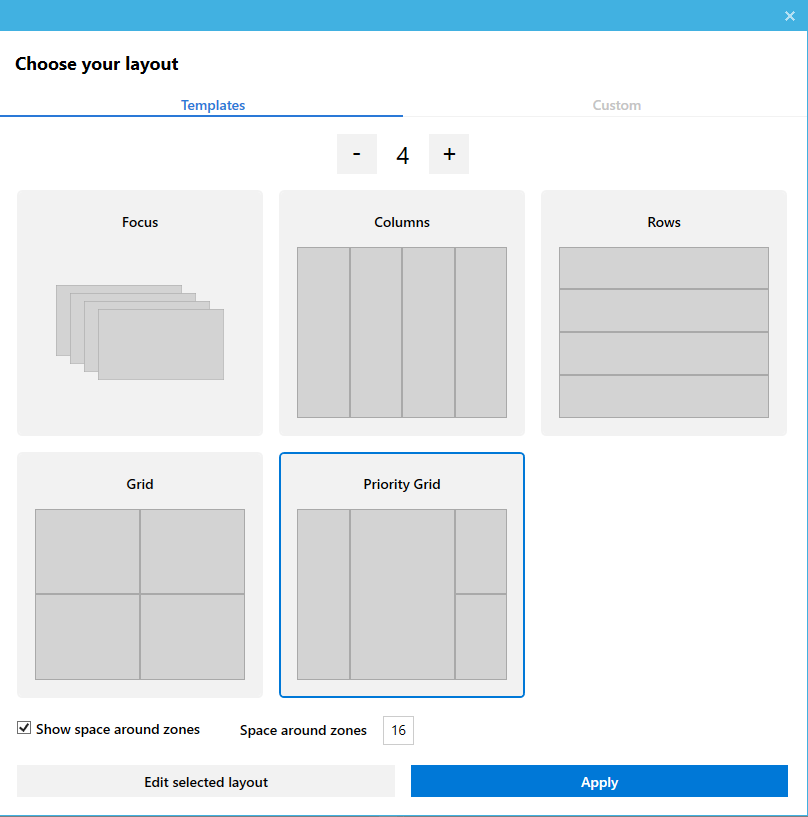 Choose your layout
Templates Custom
- 4 +
Focus Columns Rows
Grid Priority Grid
Show space around zones Space around zones 16
Edit selected layout Apply